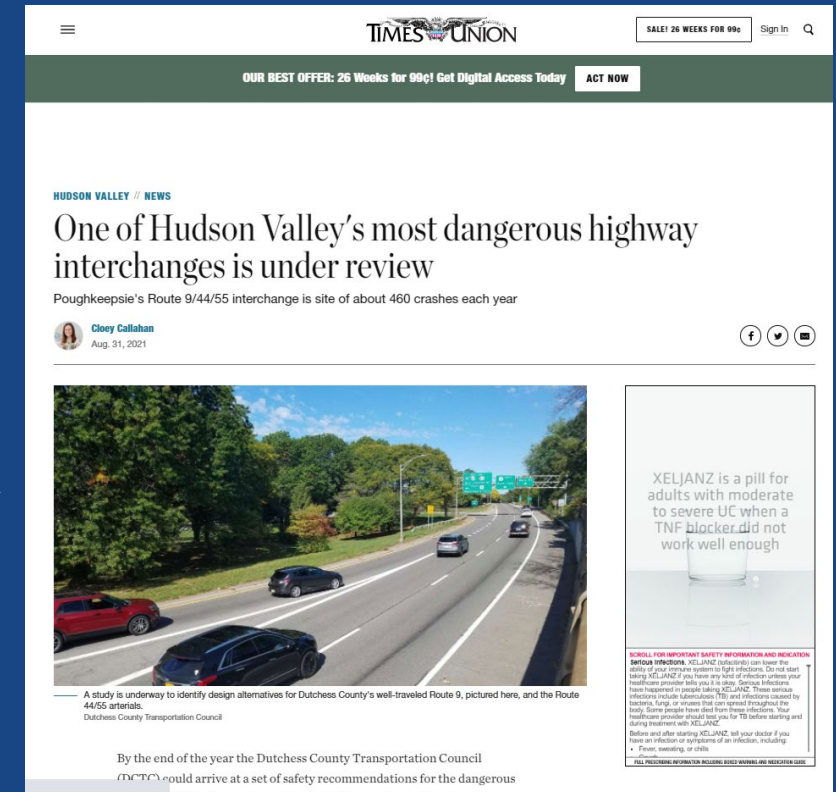 TIMES UNION
SALE! 26 WEEKS FOR 99¢
Sign In
OUR BEST OFFER: 26 Weeks for 99¢! Get Digital Access Today
ACT NOW
HUDSON VALLEY // NEWS
One of Hudson Valley's most dangerous highway
interchanges is under review
Poughkeepsie's Route 9/44/55 interchange is site of about 460 crashes each year
Cloey Callahan
Aug. 31, 2021
A study is underway to identify design alternatives for Dutchess County's well-traveled Route 9, pictured here, and the Route
44/55 arterials.
Dutchess County Transportation Council
By the end of the year the Dutchess County Transportation Council
(DCTC) could arrive at a set of safety recommendations for the dangerous
XELJANZ is a pill for
adults with moderate
to severe UC when a
TNF blocker did not
work well enough
SCROLL FOR IMPORTANT SAFETY INFORMATION AND INDICATION
Serious Infections. XELJANZ (tofacitinib) can lower the
ability of your immune system to fight infections. Do not start
taking XELJANZ if you have any kind of infection unless your
healthcare provider tells you it is okay. Serious infections
have happened in people taking XELJANZ. These serious
infections include tuberculosis (TB) and infections caused by
bacteria, fungi, or viruses that can spread throughout the
body. Some people have died from these infections. Your
healthcare provider should test you for TB before starting and
during treatment with XELJANZ.
Before and after starting XELJANZ, tell your doctor if you
have an infection or symptoms of an infection, including:
• Fever, sweating, or chills
FULL PRESCRIBING INFORMATION INCLUDING BOXED WARNING AND MEDICATION GUIDE